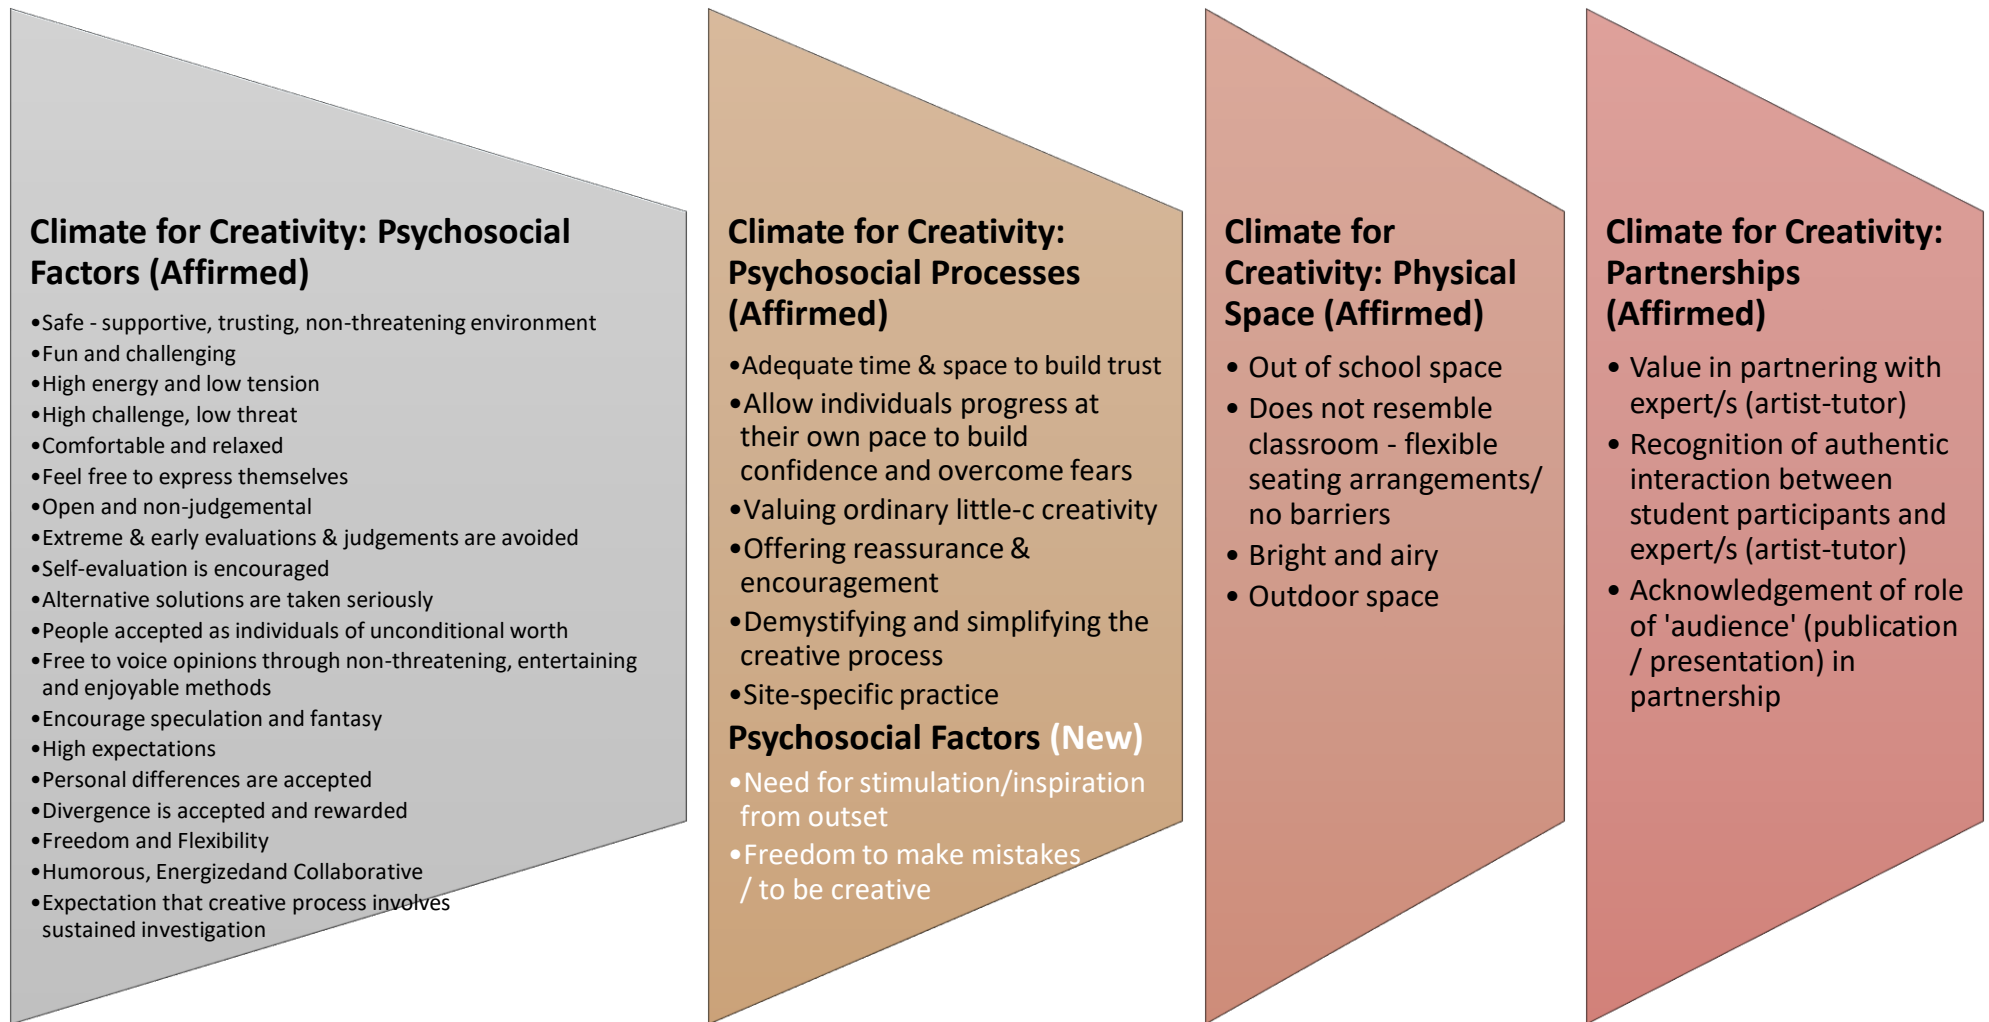 Climate for Creativity: Psychosocial
Factors (Affirmed)
•Safe - supportive, trusting, non-threatening environment
•Fun and challenging
•High energy and low tension
•High challenge, low threat
•Comfortable and relaxed
•Feel free to express themselves
•Open and non-judgemental
•Extreme & early evaluations & judgements are avoided
•Self-evaluation is encouraged
•Alternative solutions are taken seriously
•People accepted as individuals of unconditional worth
•Free to voice opinions through non-threatening, entertaining
and enjoyable methods
•Encourage speculation and fantasy
•High expectations
•Personal differences are accepted
•Divergence is accepted and rewarded
•Freedom and Flexibility
•Humorous, Energizedand Collaborative
•Expectation that creative process involves
sustained investigation
Climate for Creativity:
Psychosocial Processes
(Affirmed)
•Adequate time & space to build trust
•Allow individuals progress at
their own pace to build
confidence and overcome fears
•Valuing ordinary little-c creativity
•Offering reassurance &
encouragement
•Demystifying and simplifying the
creative process
•Site-specific practice
Psychosocial Factors (New)
•Need for stimulation/inspiration
from outset
•Freedom to make mistakes
/ to be creative
Climate for
Creativity: Physical
Space (Affirmed)
• Out of school space
• Does not resemble
classroom - flexible
seating arrangements/
no barriers
• Bright and airy
• Outdoor space
Climate for Creativity:
Partnerships
(Affirmed)
• Value in partnering with
expert/s (artist-tutor)
• Recognition of authentic
interaction between
student participants and
expert/s (artist-tutor)
• Acknowledgement of role
of 'audience' (publication
/ presentation) in
partnership